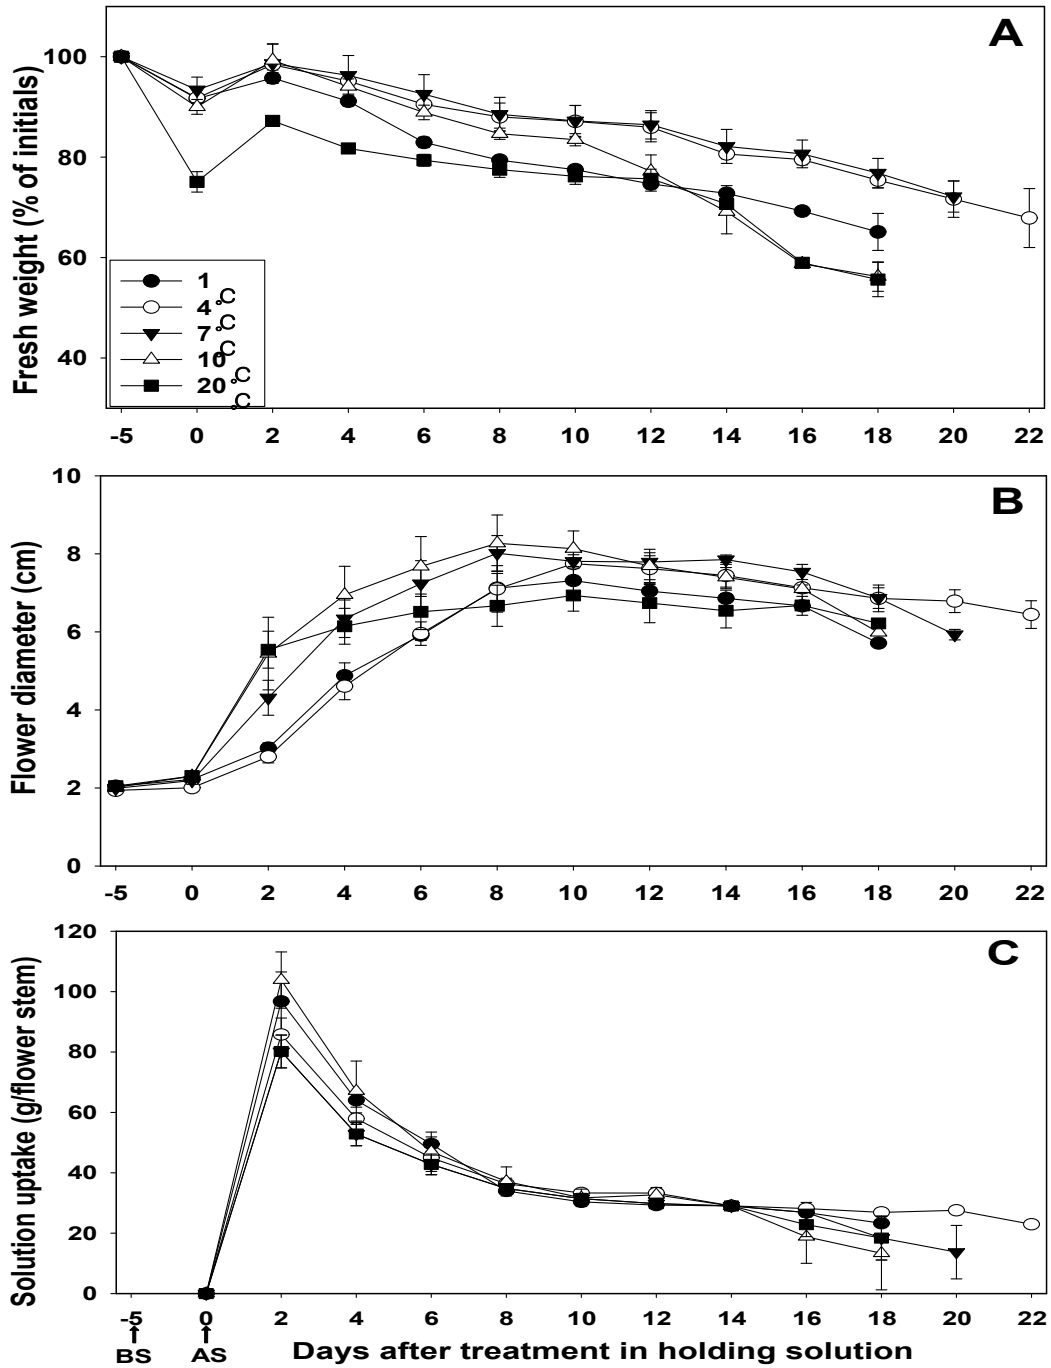 A
100
80
60
40
Fresh weight (% of initials)
1
°C
4
°C
7
°C
10
°C
20
°C
-5 0 2 4 6 8 10 12 14 16 18 20 22
B
10
8
6
4
2
0
Flower diameter (cm)
-5 0 2 4 6 8 10 12 14 16 18 20 22
C
120
100
80
60
40
20
0
Solution uptake (g/flower stem)
-5 0 2 4 6 8 10 12 14 16 18 20 22
BS AS Days after treatment in holding solution